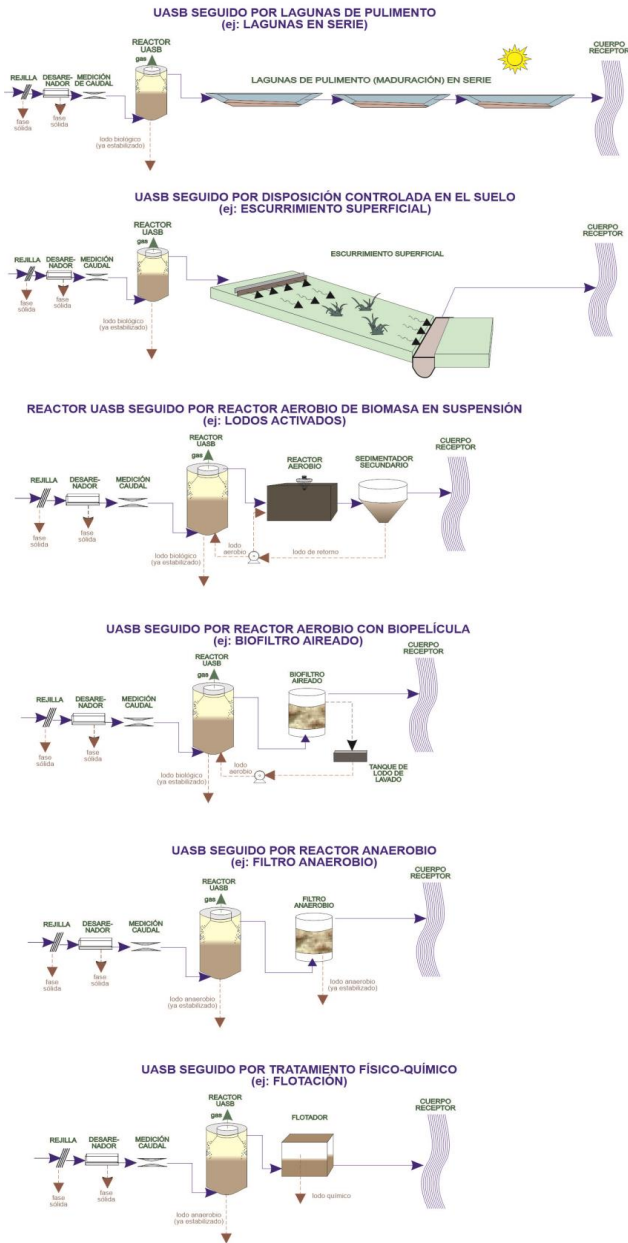 UASB SEGUIDO POR LAGUNAS DE PULIMENTO
(ej: LAGUNAS EN SERIE)
REACTOR
UASB
gas
CUERPO
RECEPTOR
REJILLA
DESARE-
NADOR
MEDICIÓN
DE CAUDAL
LAGUNAS DE PULIMENTO (MADURACIÓN) EN SERIE
fase
sólida
fase
sólida
lodo biológico
(ya estabilizado)
UASB SEGUIDO POR DISPOSICIÓN CONTROLADA EN EL SUELO
(ej: ESCURRIMIENTO SUPERFICIAL)
REACTOR
UASB
gas
CUERPO
RECEPTOR
REJILLA
DESARE-
NADOR
MEDICIÓN
CAUDAL
ESCURRIMIENTO SUPERFICIAL
fase
sólida
fase
sólida
lodo biológico
(ya estabilizado)
REACTOR UASB SEGUIDO POR REACTOR AEROBIO DE BIOMASA EN SUSPENSIÓN
(ej: LODOS ACTIVADOS)
REACTOR
UASB
gas
REACTOR
AEROBIO
SEDIMENTADOR
SECUNDARIO
CUERPO
RECEPTOR
REJILLA
DESARE-
NADOR
MEDICIÓN
CAUDAL
fase
sólida
fase
sólida
lodo biológico
(ya estabilizado)
lodo
aerobio
lodo de retorno
UASB SEGUIDO POR REACTOR AEROBIO CON BIOPELÍCULA
(ej: BIOFILTRO AIREADO)
REACTOR
UASB
gas
BIOFILTRO
AIREADO
CUERPO
RECEPTOR
REJILLA
DESARE-
NADOR
MEDICIÓN
CAUDAL
fase
sólida
fase
sólida
lodo biológico
(ya estabilizado)
lodo
aerobio
TANQUE DE
LODO DE
LAVADO
UASB SEGUIDO POR REACTOR ANAEROBIO
(ej: FILTRO ANAEROBIO)
REACTOR
UASB
gas
FILTRO
ANAEROBIO
CUERPO
RECEPTOR
REJILLA
DESARE-
NADOR
MEDICIÓN
CAUDAL
fase
sólida
fase
sólida
lodo anaerobio
(ya estabilizado)
lodo anaerobio
(ya estabilizado)
UASB SEGUIDO POR TRATAMIENTO FÍSICO-QUÍMICO
(ej: FLOTACIÓN)
REACTOR
UASB
gas
FLOTADOR
CUERPO
RECEPTOR
REJILLA
DESARE-
NADOR
MEDICIÓN
CAUDAL
fase
sólida
fase
sólida
lodo anaerobio
(ya estabilizado)
lodo químico